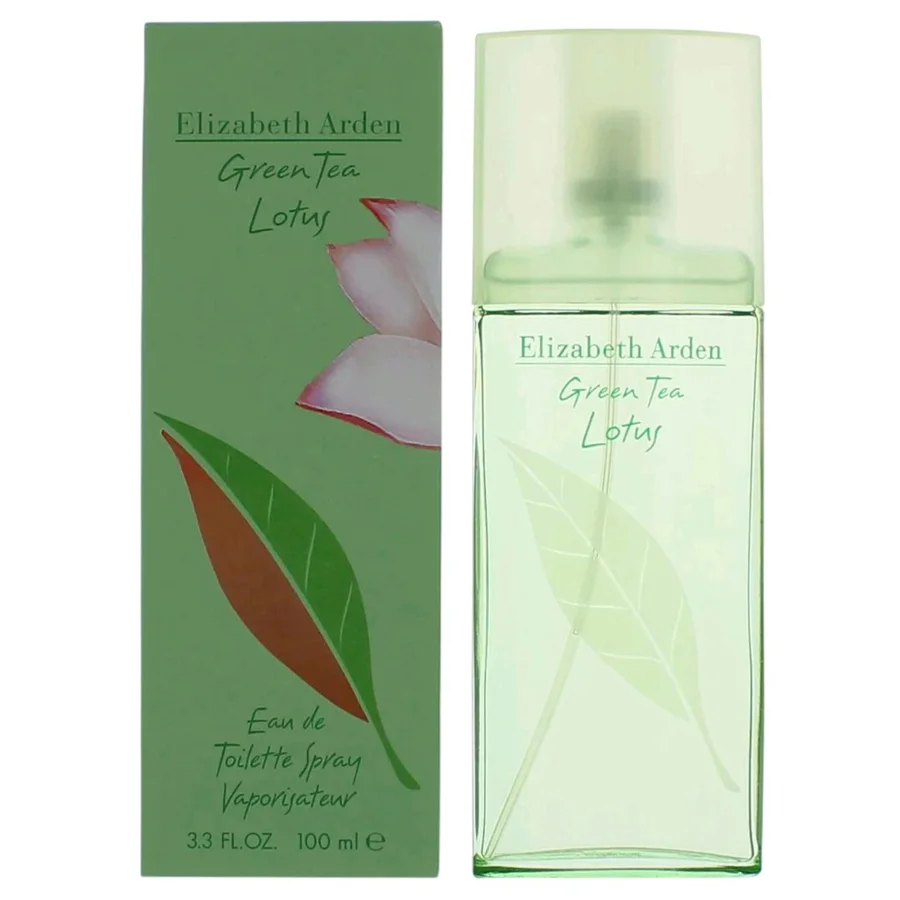 Elizabeth Arden
Green Tea
Lotus
Eau de
Toilette Spray
Vaporisateur
3.3 FL.OZ. 100 ml ℮
Elizabeth Arden
Green Tea
Lotus